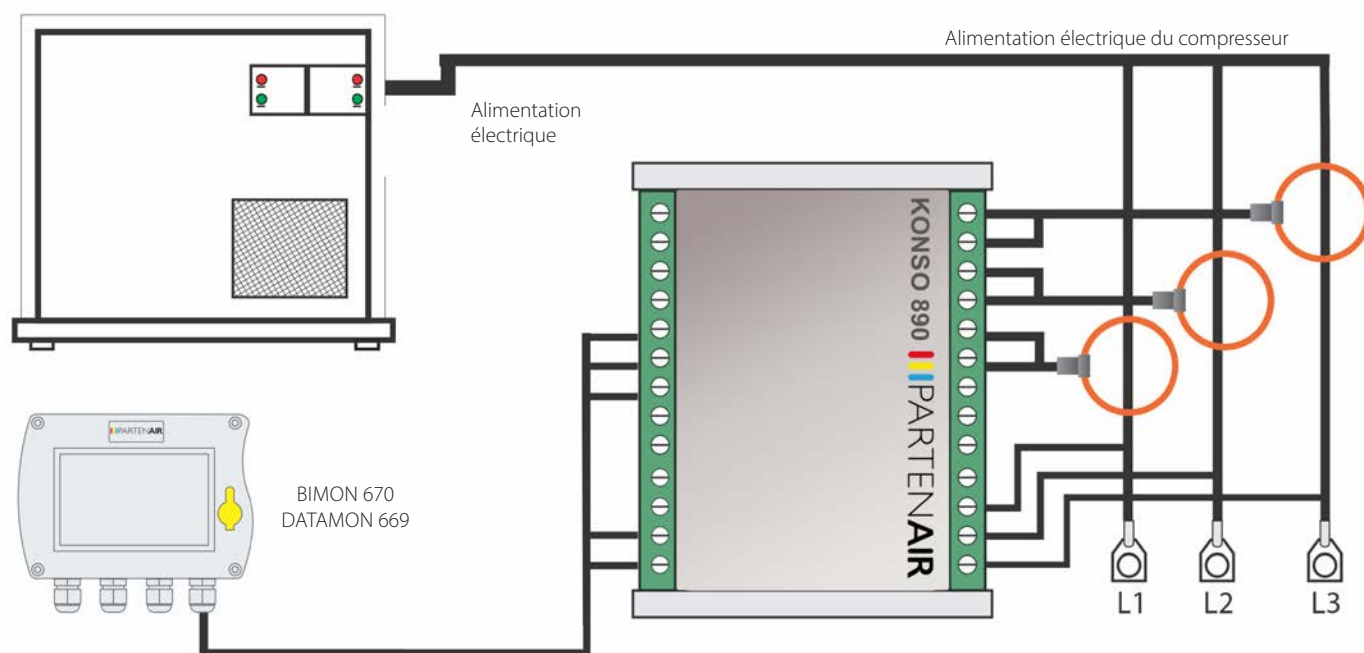 Alimentation électrique du compresseur
Alimentation
électrique
KONSO 890 PARTENAIR
PARTENAIR
BIMON 670
DATAMON 669
L1
L2
L3